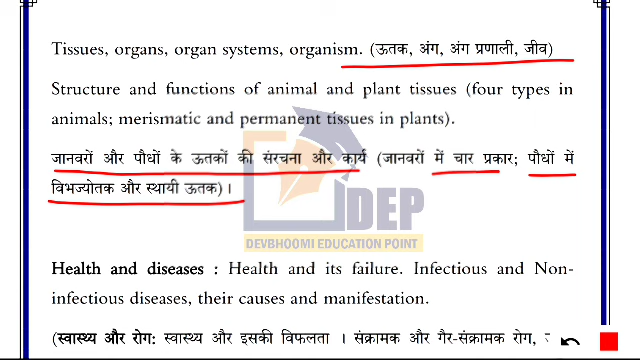 Tissues, organs, organ systems, organism. (ऊतक, अंग, अंग प्रणाली, जीव)
Structure and functions of animal and plant tissues (four types in
animals; merismatic and permanent tissues in plants).
जानवरों और पौधों के ऊतकों की संरचना और कार्य (जानवरों में चार प्रकार; पौधों में
विभज्योतक और स्थायी ऊतक) ।
DEP
DEVBHOOMI EDUCATION POINT
Health and diseases : Health and its failure. Infectious and Non-
infectious diseases, their causes and manifestation.
(स्वास्थ्य और रोग: स्वास्थ्य और इसकी विफलता । संक्रामक और गैर-संक्रामक रोग,